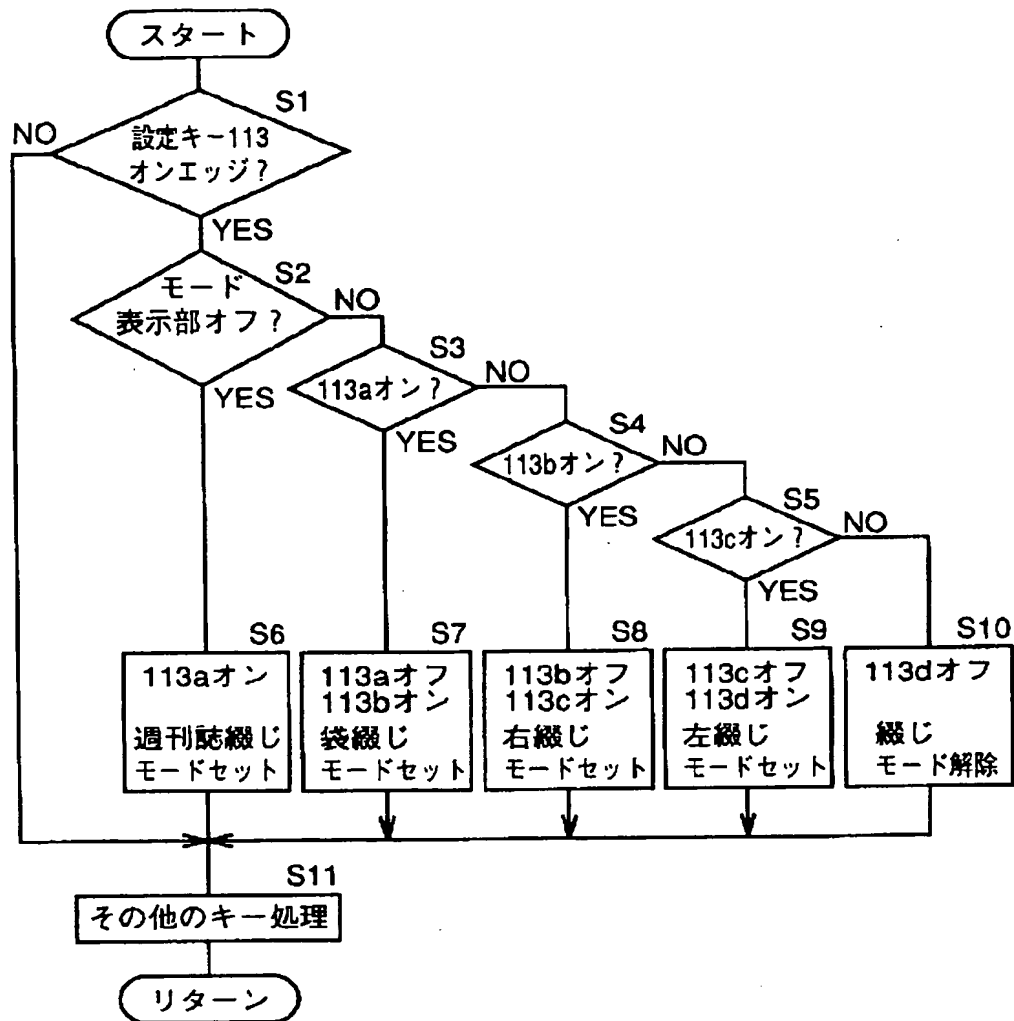 スタート
S1
NO
設定キー113
オンエッジ?
YES
S2
モード
表示部オフ?
NO
YES
S3
113aオン?
NO
YES
S4
113bオン?
NO
YES
S5
113cオン?
NO
YES
S6
113aオン
週刊誌綴じ
モードセット
S7
113aオフ
113bオン
袋綴じ
モードセット
S8
113bオフ
113cオン
右綴じ
モードセット
S9
113cオフ
113dオン
左綴じ
モードセット
S10
113dオフ
綴じ
モード解除
S11
その他のキー処理
リターン